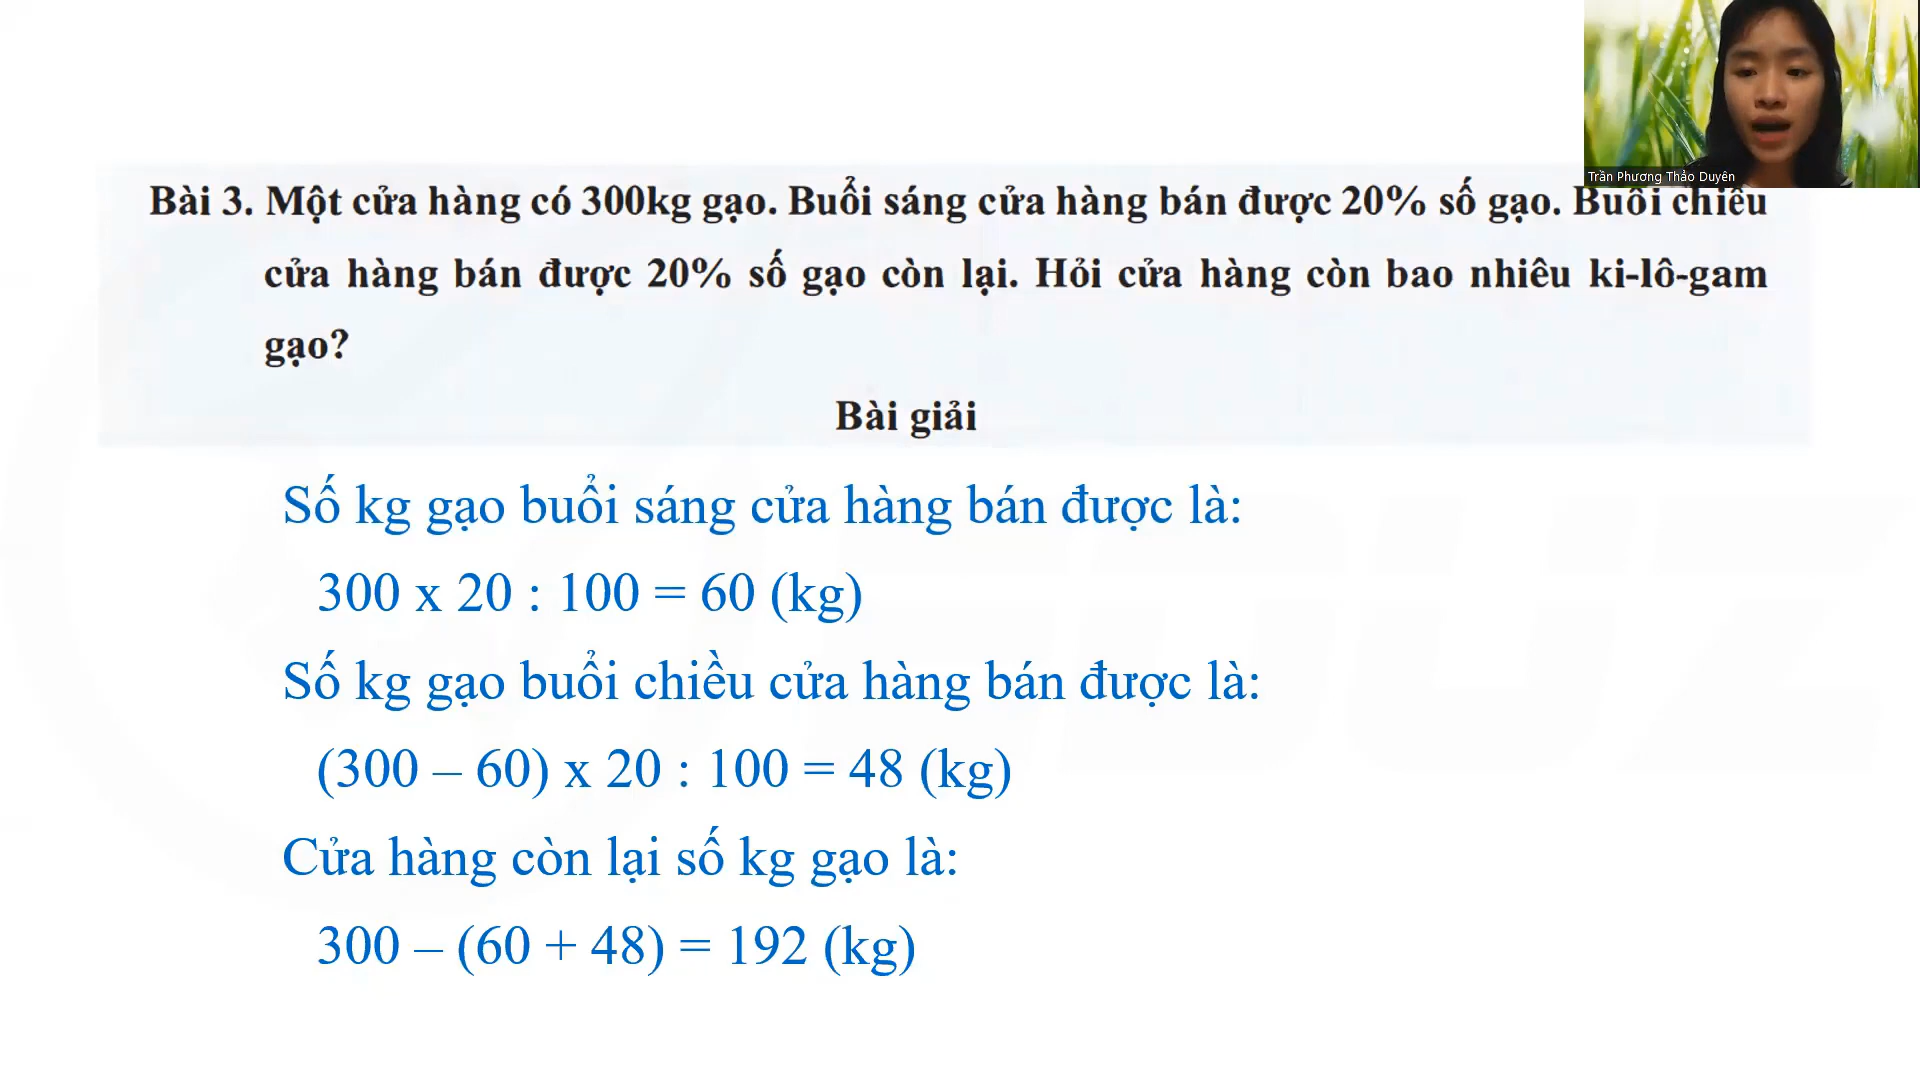 Trần Phương Thảo Duyên
Bài 3. Một cửa hàng có 300kg gạo. Buổi sáng cửa hàng bán được 20% số gạo. Buổi chiều
cửa hàng bán được 20% số gạo còn lại. Hỏi cửa hàng còn bao nhiêu ki-lô-gam
gạo?
Bài giải
Số kg gạo buổi sáng cửa hàng bán được là:
300 x 20 : 100 = 60 (kg)
Số kg gạo buổi chiều cửa hàng bán được là:
(300 – 60) x 20 : 100 = 48 (kg)
Cửa hàng còn lại số kg gạo là:
300 – (60 + 48) = 192 (kg)